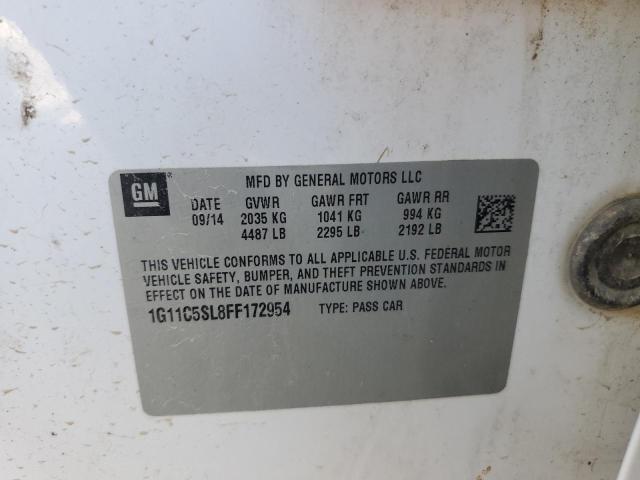 GM®
MFD BY GENERAL MOTORS LLC
DATE GVWR GAWR FRT GAWR RR
09/14 2035 KG 1041 KG 994 KG
4487 LB 2295 LB 2192 LB
THIS VEHICLE CONFORMS TO ALL APPLICABLE U.S. FEDERAL MOTOR
VEHICLE SAFETY, BUMPER, AND THEFT PREVENTION STANDARDS IN
EFFECT ON THE DATE OF MANUFACTURE SHOWN ABOVE.
1G11C5SL8FF172954 TYPE: PASS CAR